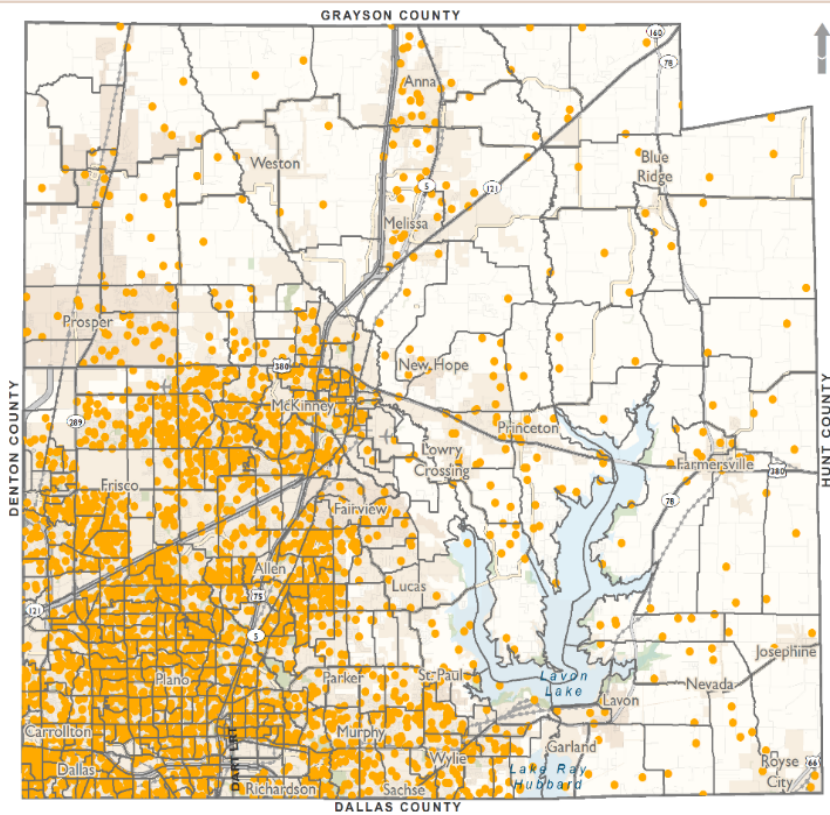 GRAYSON COUNTY
160
78
Anna
Weston
Blue
Ridge
5
121
Melissa
Prosper
New Hope
380
McKinney
DENTON COUNTY
HUNT COUNTY
289
Princeton
Lowry
Crossing
Farmersville
380
Frisco
78
Fairview
Allen
75
Lucas
121
5
Josephine
Plano
Parker
St Paul
Lavon
Lake
Nevada
Lavon
Carrollton
DART LRT
Murphy
Garland
Wylie
Dallas
Lake Ray
Hubbard
Royse
City
66
Richardson
Sachse
DALLAS COUNTY